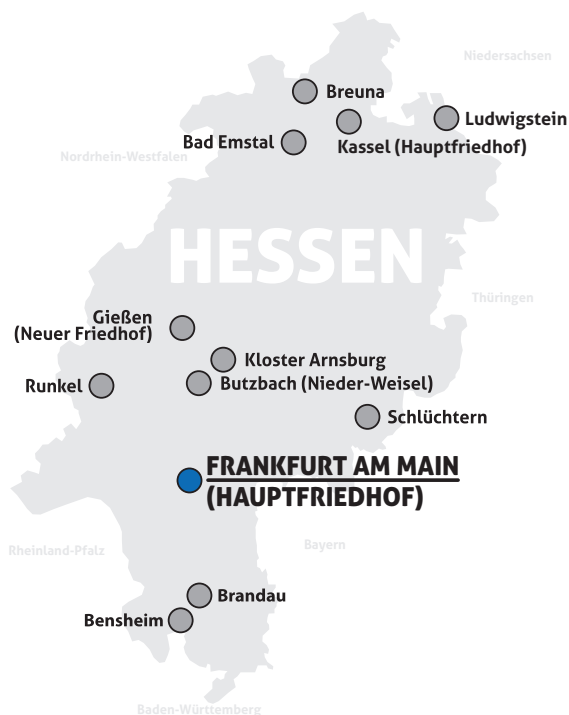 Niedersachsen
Breuna
Ludwigstein
Bad Emstal
Kassel (Hauptfriedhof)
Nordrhein-Westfalen
HESSEN
Thüringen
Gießen
(Neuer Friedhof)
Kloster Arnsburg
Runkel
Butzbach (Nieder-Weisel)
Schlüchtern
FRANKFURT AM MAIN
(HAUPTFRIEDHOF)
Bayern
Rheinland-Pfalz
Brandau
Bensheim
Baden-Württemberg